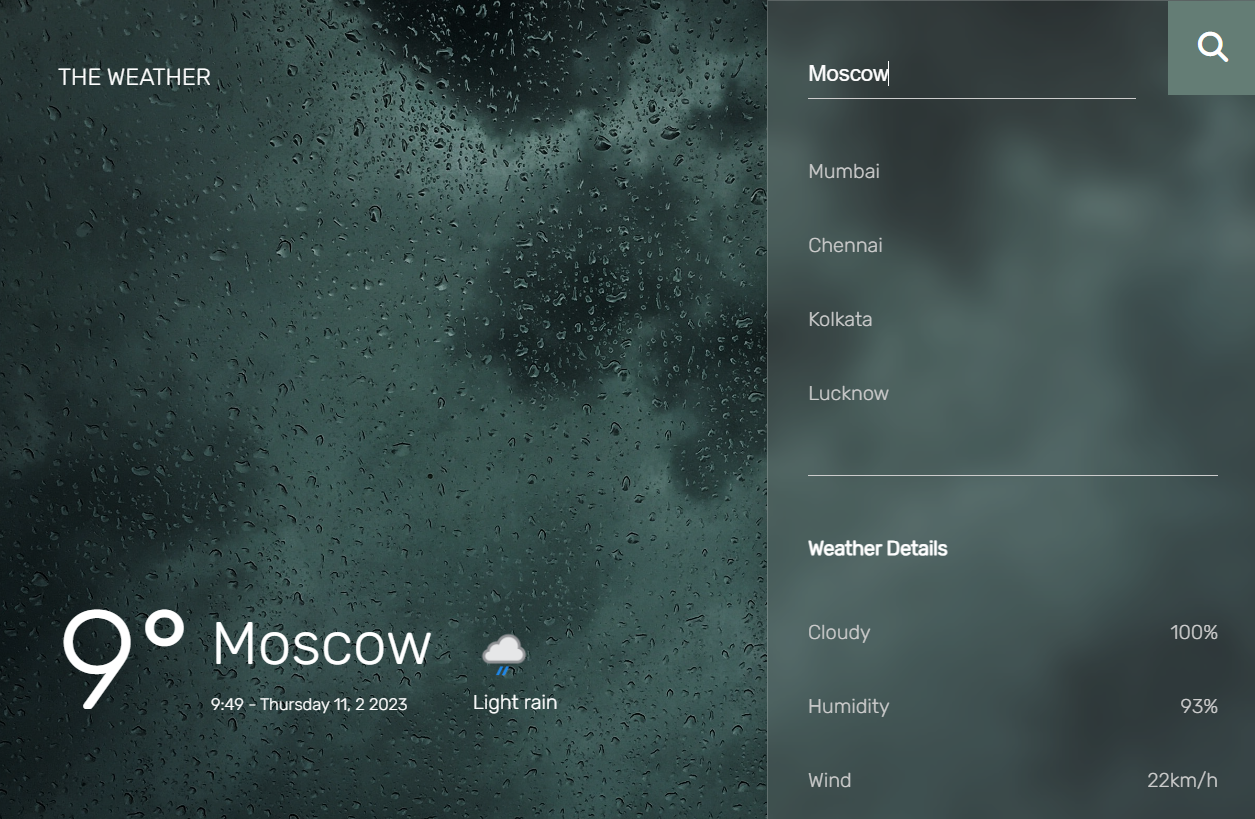 THE WEATHER
9° Moscow
9:49 - Thursday 11, 2 2023
Light rain
Moscow
Mumbai
Chennai
Kolkata
Lucknow
Weather Details
Cloudy 100%
Humidity 93%
Wind 22km/h